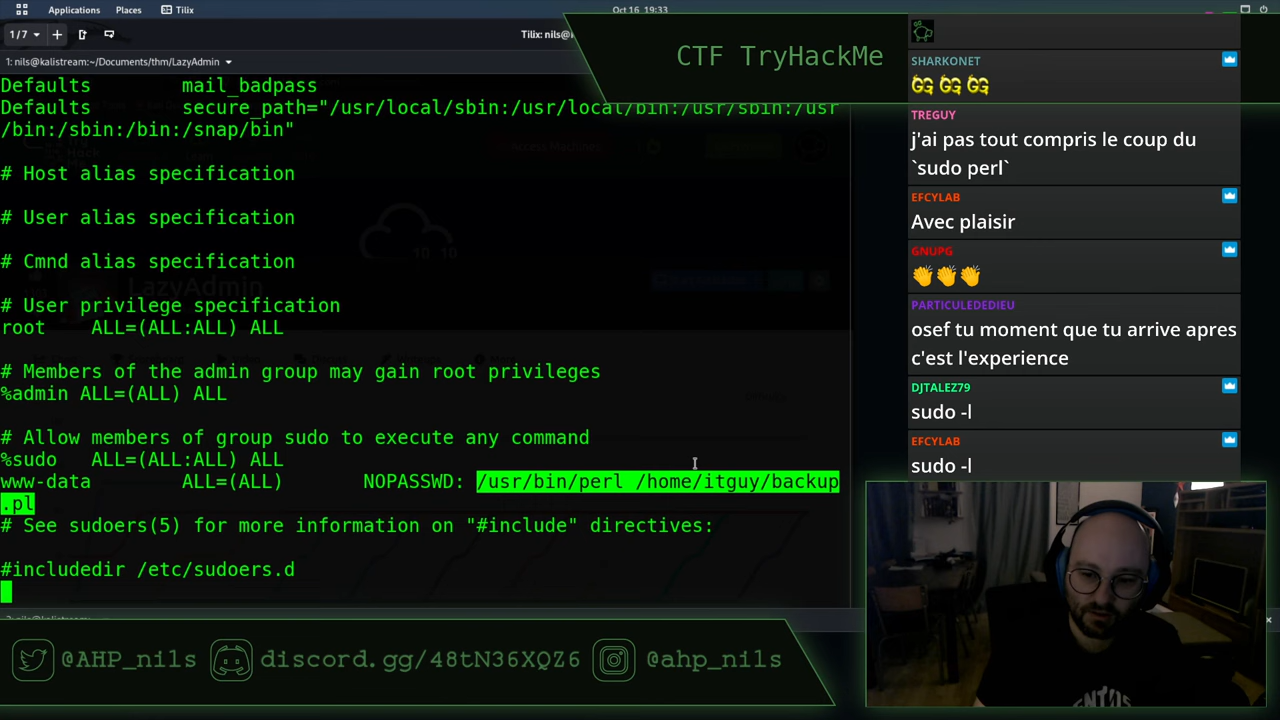 Applications Places Tilix
Oct 16, 19:33
1/7
Tilix: nils@
1: nils@kalistream:~/Documents/thm/LazyAdmin
CTF TryHackMe
Defaults mail_badpass
Defaults secure_path="/usr/local/sbin:/usr/local/bin:/usr/sbin:/usr
/bin:/sbin:/bin:/snap/bin"
# Host alias specification
# User alias specification
# Cmnd alias specification
# User privilege specification
root ALL=(ALL:ALL) ALL
# Members of the admin group may gain root privileges
%admin ALL=(ALL) ALL
# Allow members of group sudo to execute any command
%sudo ALL=(ALL:ALL) ALL
www-data ALL=(ALL) NOPASSWD: /usr/bin/perl /home/itguy/backup
.pl
# See sudoers(5) for more information on "#include" directives:
#includedir /etc/sudoers.d
LazyAdmin
SHARKONET
GG GG GG
TREGUY
j'ai pas tout compris le coup du
`sudo perl`
EFCYLAB
Avec plaisir
GNUPG
👏👏👏
PARTICULEDEDIEU
osef tu moment que tu arrive apres
c'est l'experience
DJTALEZ79
sudo -l
EFCYLAB
sudo -l
@AHP_nils discord.gg/48tN36XQZ6 @ahp_nils